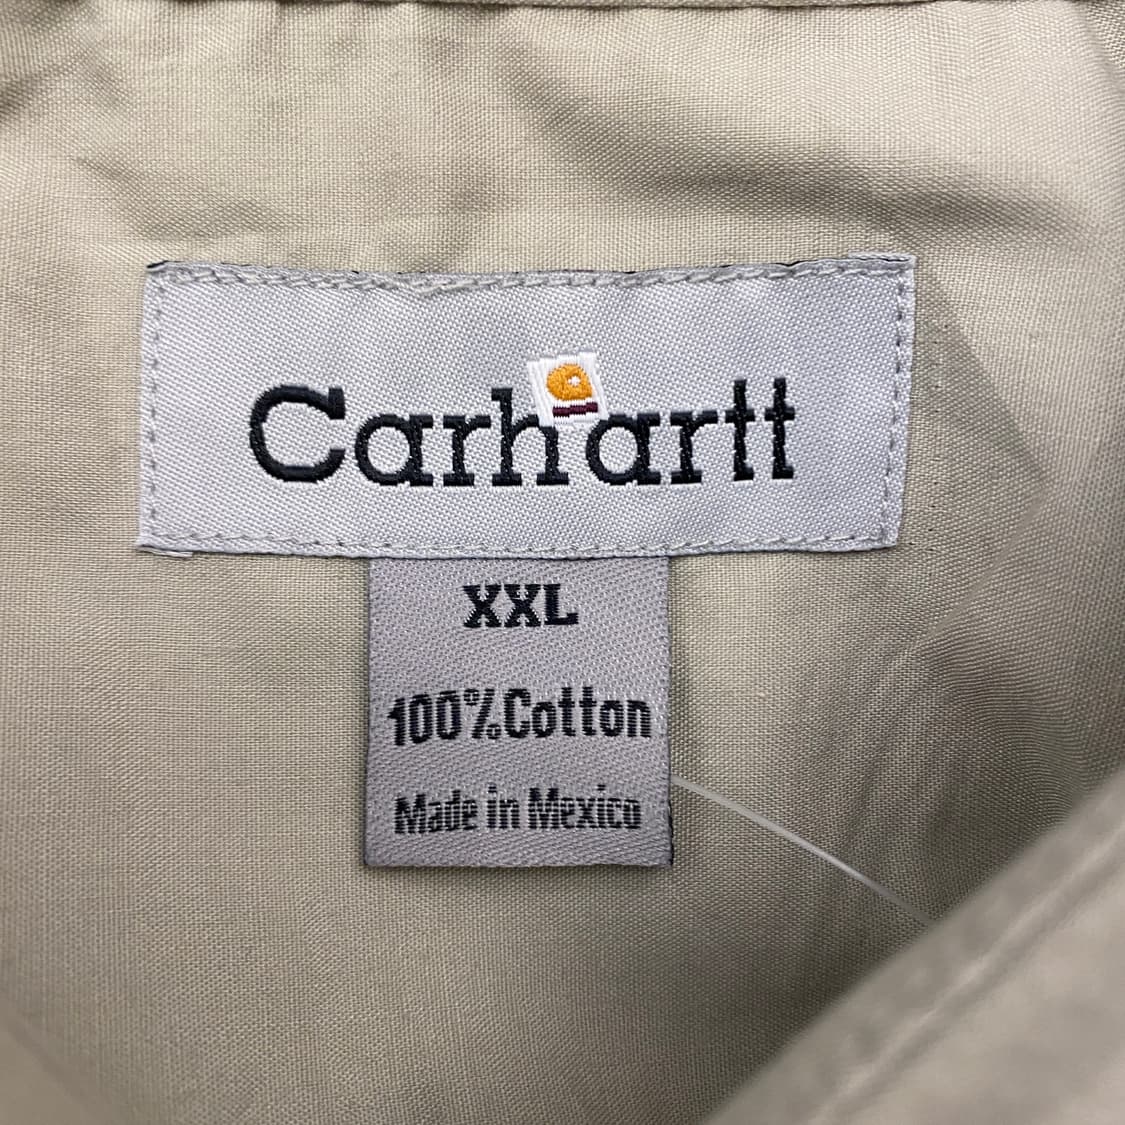 Carhartt
XXL
100% Cotton
Made in Mexico